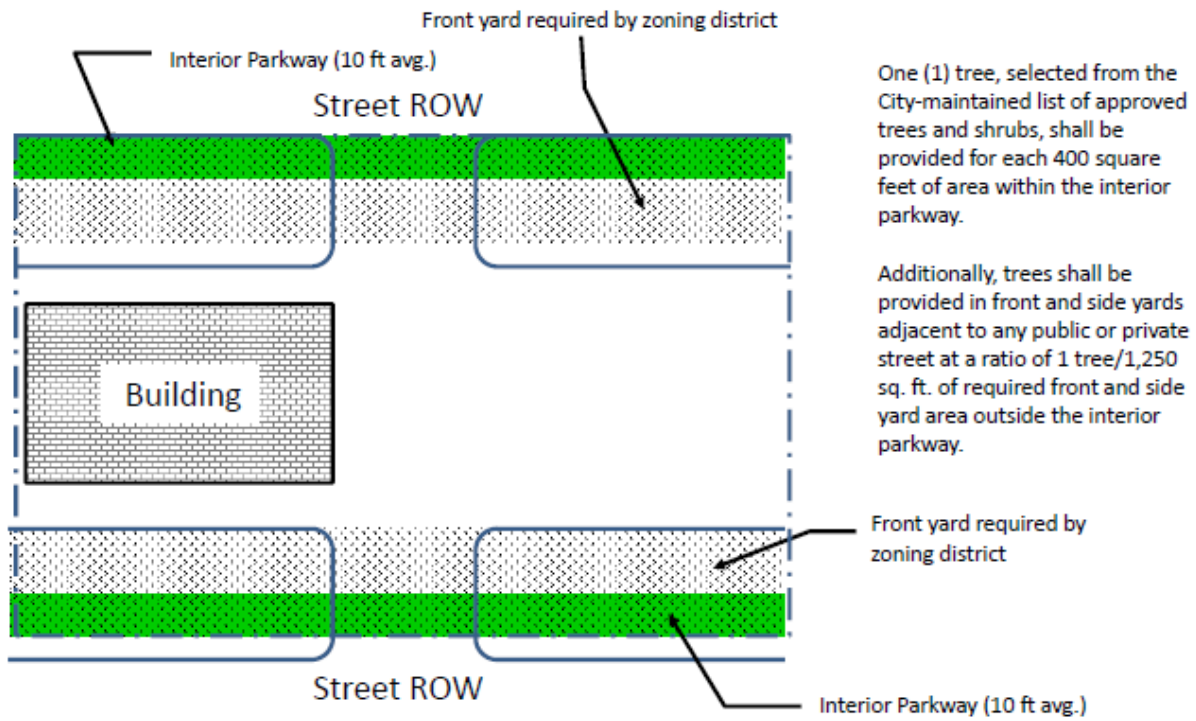 Front yard required by zoning district
Interior Parkway (10 ft avg.)
Street ROW
One (1) tree, selected from the
City-maintained list of approved
trees and shrubs, shall be
provided for each 400 square
feet of area within the interior
parkway.
Additionally, trees shall be
provided in front and side yards
adjacent to any public or private
street at a ratio of 1 tree/1,250
sq. ft. of required front and side
yard area outside the interior
parkway.
Building
Front yard required by
zoning district
Street ROW
Interior Parkway (10 ft avg.)